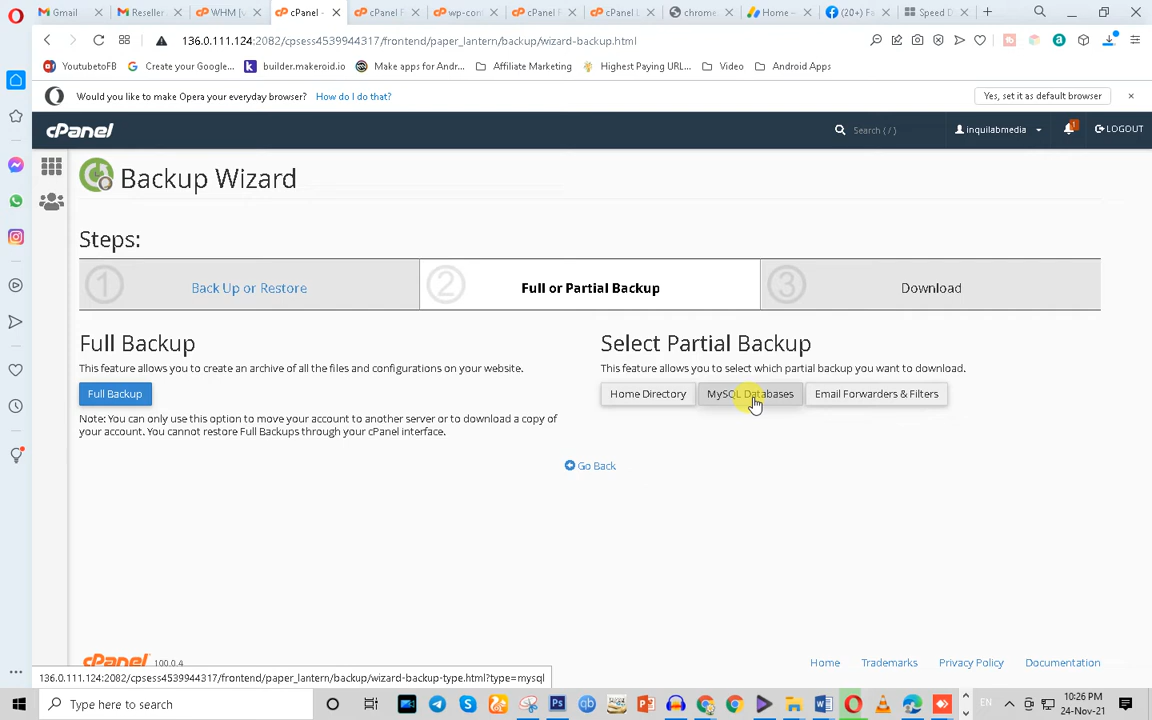 Gmail
Reseller
WHM [v
cPanel -
cPanel F
wp-con
cPanel F
cPanel L
chrome
Home –
(20+) Fa
Speed D
136.0.111.124:2082/cpsess4539944317/frontend/paper_lantern/backup/wizard-backup.html
YoutubetoFB
Create your Google...
builder.makeroid.io
Make apps for Andr...
Affiliate Marketing
Highest Paying URL...
Video
Android Apps
Would you like to make Opera your everyday browser? How do I do that?
Yes, set it as default browser
cPanel
Search ( / )
inquilabmedia
1
LOGOUT
Backup Wizard
Steps:
1 Back Up or Restore
2 Full or Partial Backup
3 Download
Full Backup
This feature allows you to create an archive of all the files and configurations on your website.
Full Backup
Note: You can only use this option to move your account to another server or to download a copy of
your account. You cannot restore Full Backups through your cPanel interface.
Select Partial Backup
This feature allows you to select which partial backup you want to download.
Home Directory
MySQL Databases
Email Forwarders & Filters
Go Back
cPanel 100.0.4
Home
Trademarks
Privacy Policy
Documentation
136.0.111.124:2082/cpsess4539944317/frontend/paper_lantern/backup/wizard-backup-type.html?type=mysql
Type here to search
EN
10:26 PM
24-Nov-21